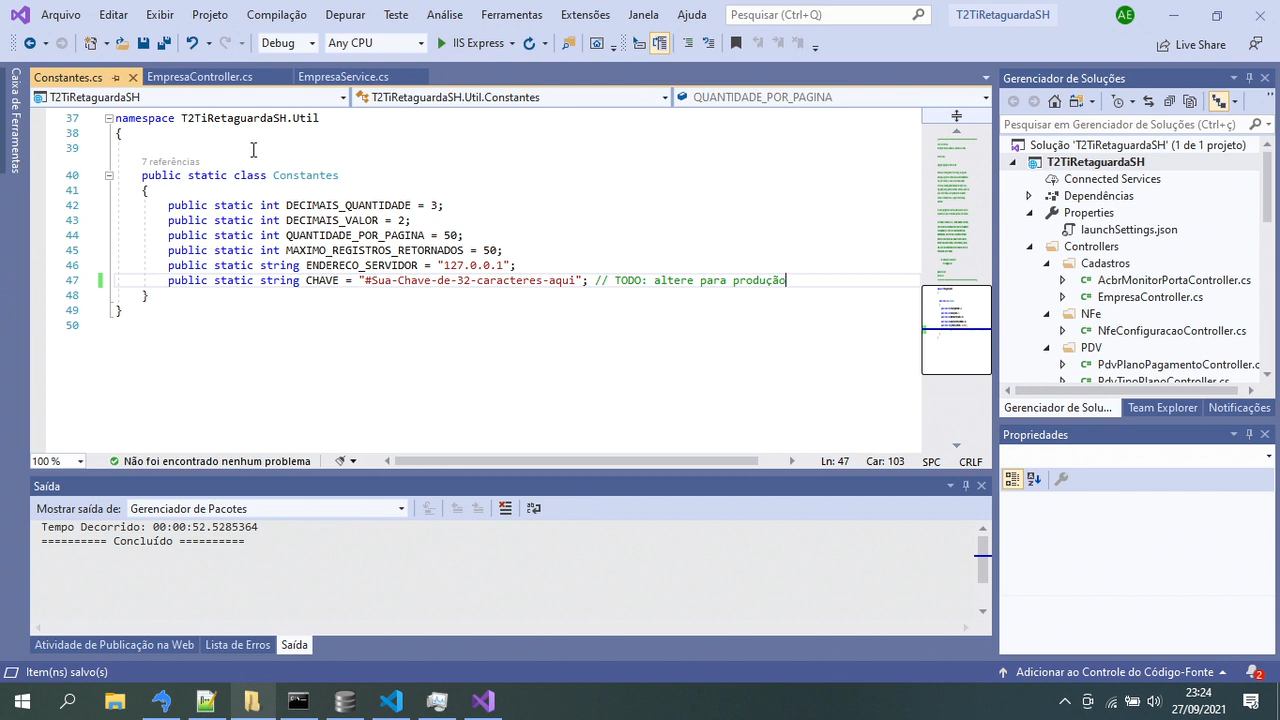 Arquivo Editar Exibir Projeto Compilação Depurar Teste Análise Ferramentas Extensões Janela Ajuda Pesquisar (Ctrl+Q) T2TiRetaguardaSH AE
Debug Any CPU IIS Express Live Share
Caixa de Ferramentas
Constantes.cs EmpresaController.cs EmpresaService.cs
T2TiRetaguardaSH T2TiRetaguardaSH.Util.Constantes QUANTIDADE_POR_PAGINA
37 namespace T2TiRetaguardaSH.Util
38 {
39
7 referências
40 public static class Constantes
41 {
42 public static int DECIMAIS_QUANTIDADE = 3;
43 public static int DECIMAIS_VALOR = 2;
44 public static int QUANTIDADE_POR_PAGINA = 50;
45 public static int MAXIMO_REGISTROS_RETORNADOS = 50;
46 public static string ENDERECO_SERVIDOR = "127.0.0.1";
47 public static string CHAVE = "#Sua-Chave-de-32-caracteres-aqui"; // TODO: altere para produção
48 }
49 }
50
100 % Não foi encontrado nenhum problema Ln: 47 Car: 103 SPC CRLF
Saída
Mostrar saída de: Gerenciador de Pacotes
Tempo Decorrido: 00:00:52.5285364
========== Concluído ==========
Atividade de Publicação na Web Lista de Erros Saída
Gerenciador de Soluções
Pesquisar em Gerenciador de Soluções (Ctrl+ç)
Solução 'T2TiRetaguardaSH' (1 de 1 projeto)
T2TiRetaguardaSH
Connected Services
Dependências
Properties
launchSettings.json
Controllers
Cadastros
C# AcbrMonitorPortaController.cs
C# EmpresaController.cs
NFe
C# NfeConfiguracaoController.cs
PDV
C# PdvPlanoPagamentoController.c
C# PdvTipoPlanoController.cs
Gerenciador de Solu... Team Explorer Notificações
Propriedades
Item(ns) salvo(s) Adicionar ao Controle do Código-Fonte 2
23:24
27/09/2021